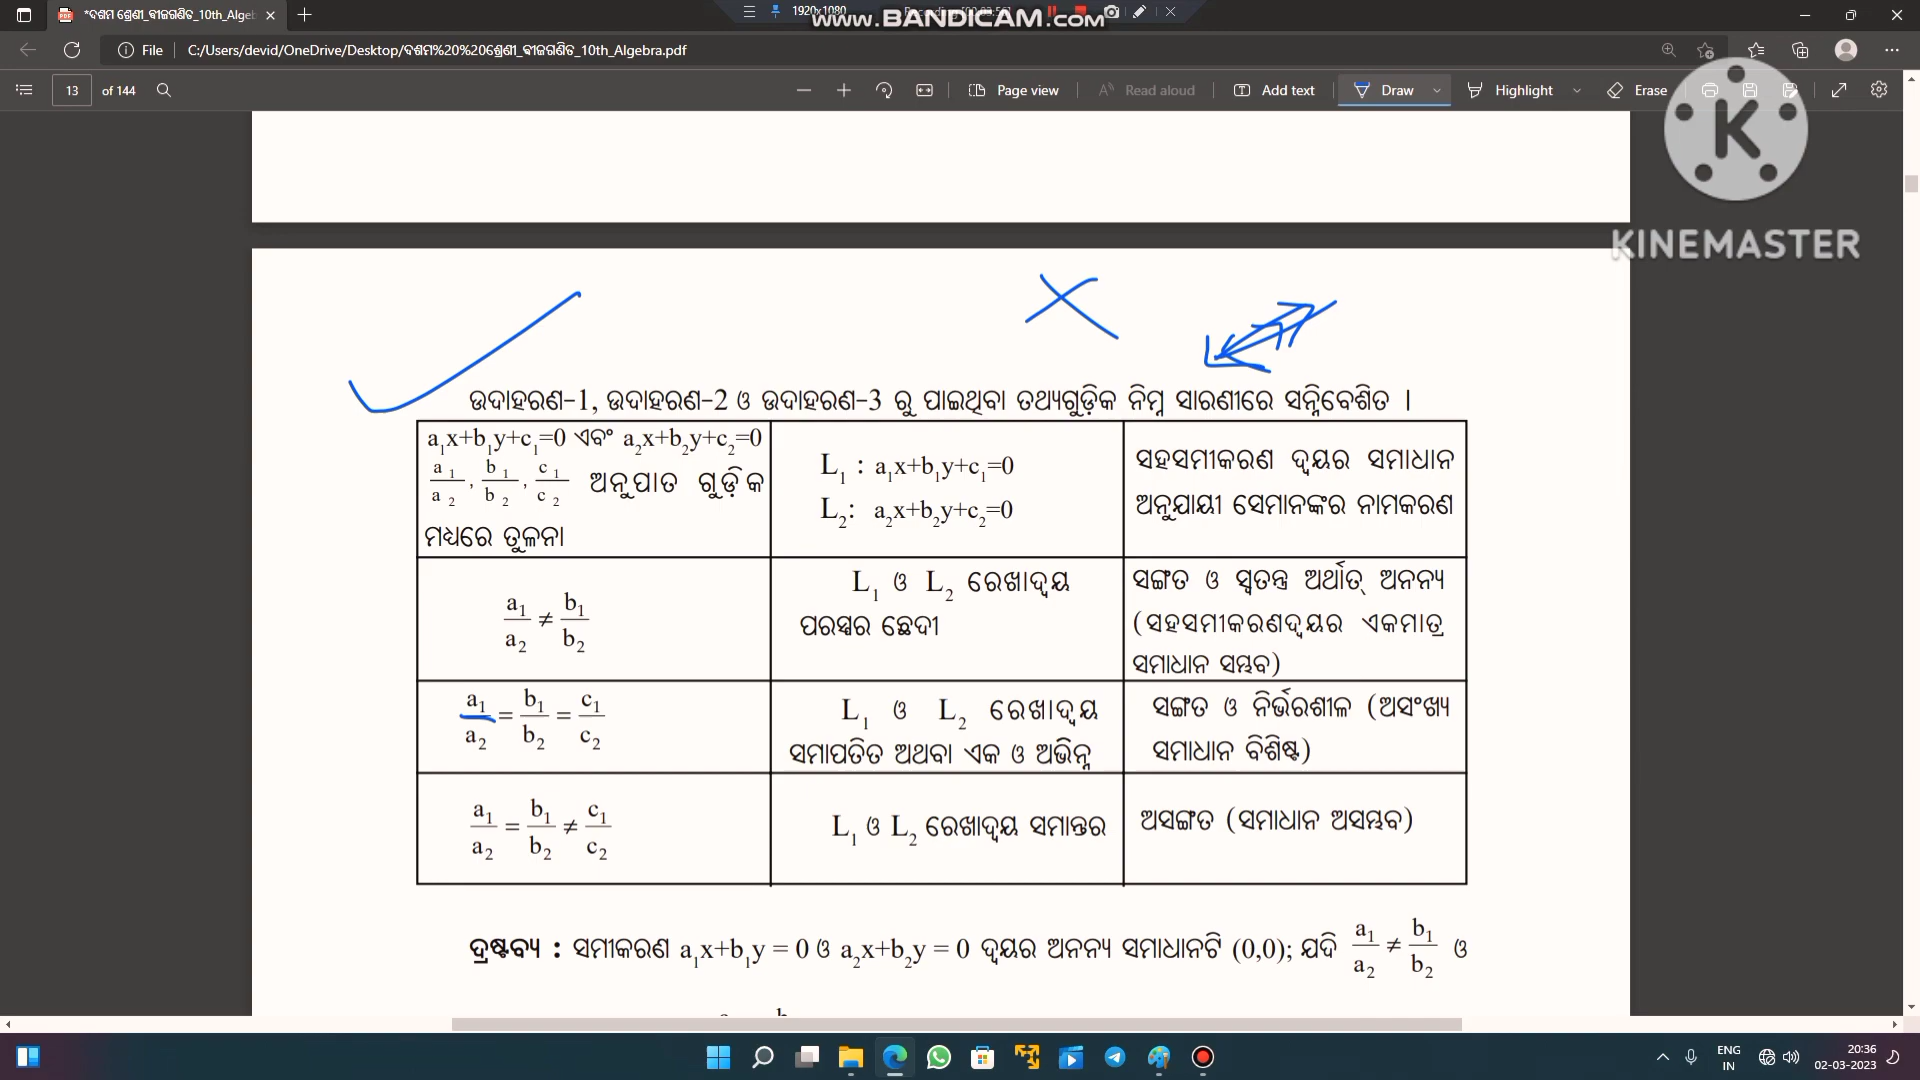 *ଦଶମ ଶ୍ରେଣୀ_ବୀଜଗଣିତ_10th_Algeb
1920x1080
www.BANDICAM.com
File C:/Users/devid/OneDrive/Desktop/ଦଶମ%20%20ଶ୍ରେଣୀ_ବୀଜଗଣିତ_10th_Algebra.pdf
13 of 144 Page view Read aloud Add text Draw Highlight Erase
K
KINEMASTER
ଉଦାହରଣ-1, ଉଦାହରଣ-2 ଓ ଉଦାହରଣ-3 ରୁ ପାଇଥିବା ତଥ୍ୟଗୁଡ଼ିକ ନିମ୍ନ ସାରଣୀରେ ସନ୍ନିବେଶିତ ।
a₁x+b₁y+c₁=0 ଏବଂ a₂x+b₂y+c₂=0
a₁/a₂, b₁/b₂, c₁/c₂ ଅନୁପାତ ଗୁଡ଼ିକ
ମଧ୍ୟରେ ତୁଳନା
L₁ : a₁x+b₁y+c₁=0
L₂: a₂x+b₂y+c₂=0
ସହସମୀକରଣ ଦ୍ୱୟର ସମାଧାନ
ଅନୁଯାୟୀ ସେମାନଙ୍କର ନାମକରଣ
a₁/a₂ ≠ b₁/b₂
L₁ ଓ L₂ ରେଖାଦ୍ୱୟ
ପରସ୍ପର ଛେଦୀ
ସଙ୍ଗତ ଓ ସ୍ୱତନ୍ତ୍ର ଅର୍ଥାତ୍ ଅନନ୍ୟ
(ସହସମୀକରଣଦ୍ୱୟର ଏକମାତ୍ର
ସମାଧାନ ସମ୍ଭବ)
a₁/a₂ = b₁/b₂ = c₁/c₂
L₁ ଓ L₂ ରେଖାଦ୍ୱୟ
ସମାପତିତ ଅଥବା ଏକ ଓ ଅଭିନ୍ନ
ସଙ୍ଗତ ଓ ନିର୍ଭରଶୀଳ (ଅସଂଖ୍ୟ
ସମାଧାନ ବିଶିଷ୍ଟ)
a₁/a₂ = b₁/b₂ ≠ c₁/c₂
L₁ ଓ L₂ ରେଖାଦ୍ୱୟ ସମାନ୍ତର
ଅସଙ୍ଗତ (ସମାଧାନ ଅସମ୍ଭବ)
ଦ୍ରଷ୍ଟବ୍ୟ : ସମୀକରଣ a₁x+b₁y = 0 ଓ a₂x+b₂y = 0 ଦ୍ୱୟର ଅନନ୍ୟ ସମାଧାନଟି (0,0); ଯଦି a₁/a₂ ≠ b₁/b₂ ଓ
ENG
IN
20:36
02-03-2023